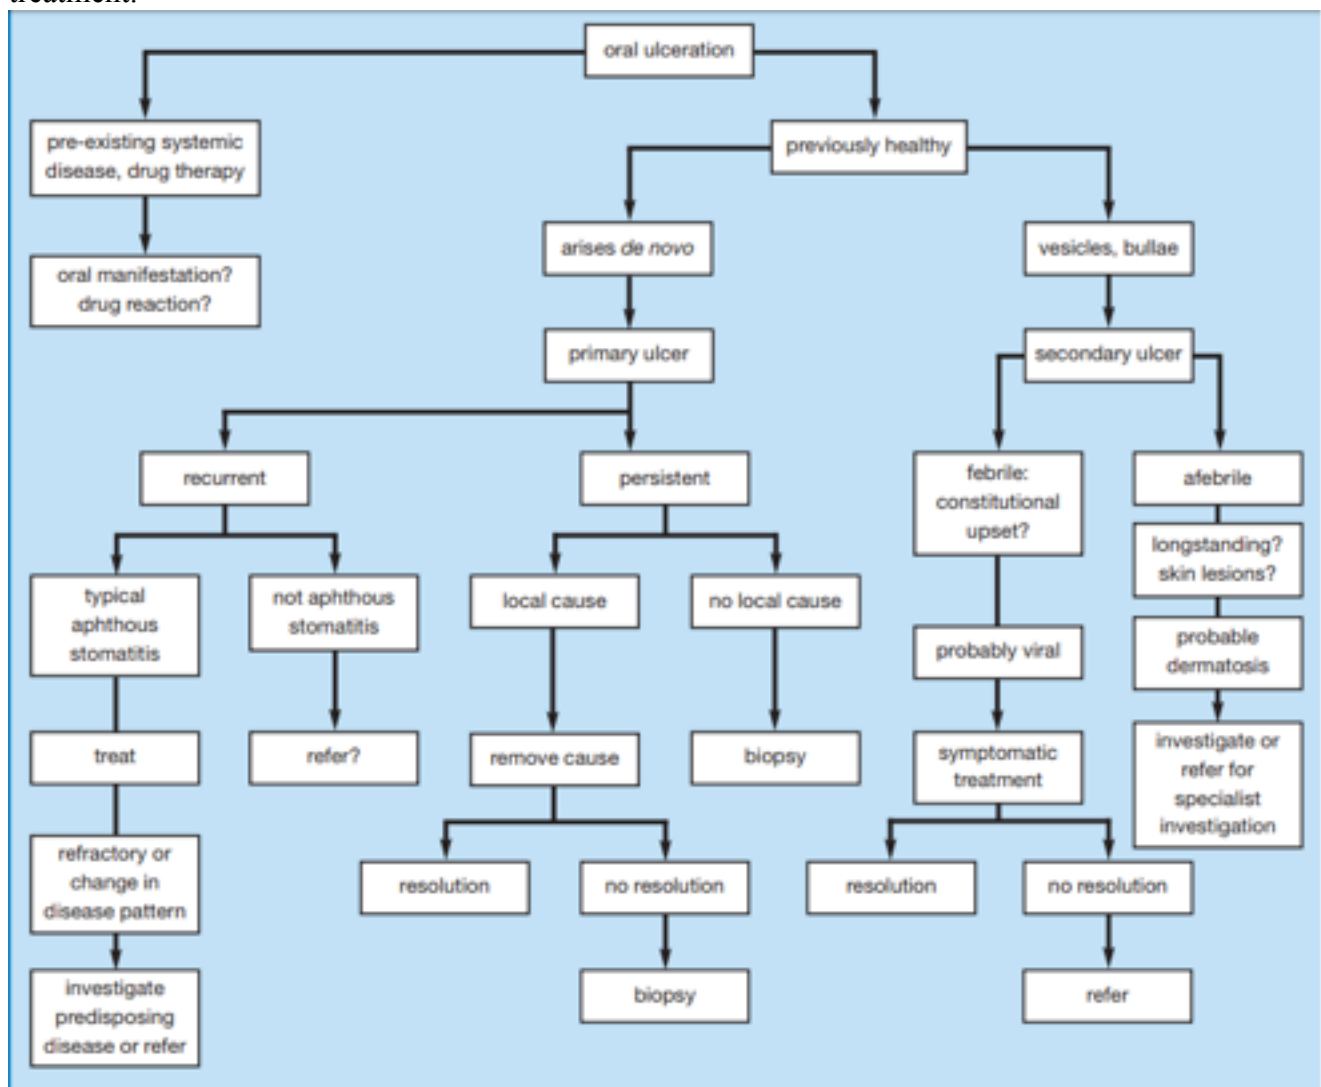 treatment.
oral ulceration
pre-existing systemic
disease, drug therapy
previously healthy
oral manifestation?
drug reaction?
arises de novo
vesicles, bullae
primary ulcer
secondary ulcer
recurrent
persistent
febrile:
constitutional
upset?
afebrile
longstanding?
skin lesions?
typical
aphthous
stomatitis
not aphthous
stomatitis
local cause
no local cause
probably viral
probable
dermatosis
treat
refer?
remove cause
biopsy
symptomatic
treatment
investigate or
refer for
specialist
investigation
refractory or
change in
disease pattern
resolution
no resolution
resolution
no resolution
investigate
predisposing
disease or refer
biopsy
refer